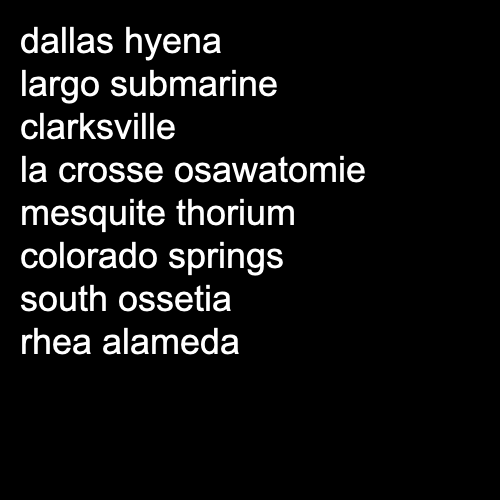 dallas hyena
largo submarine
clarksville
la crosse osawatomie
mesquite thorium
colorado springs
south ossetia
rhea alameda